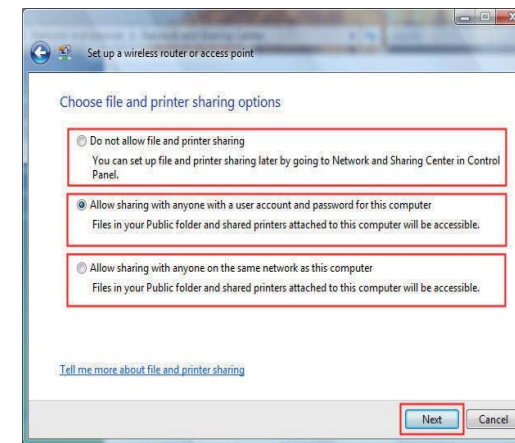 Set up a wireless router or access point
Choose file and printer sharing options
Do not allow file and printer sharing
You can set up file and printer sharing later by going to Network and Sharing Center in Control
Panel.
Allow sharing with anyone with a user account and password for this computer
Files in your Public folder and shared printers attached to this computer will be accessible.
Allow sharing with anyone on the same network as this computer
Files in your Public folder and shared printers attached to this computer will be accessible.
Tell me more about file and printer sharing
Next
Cancel